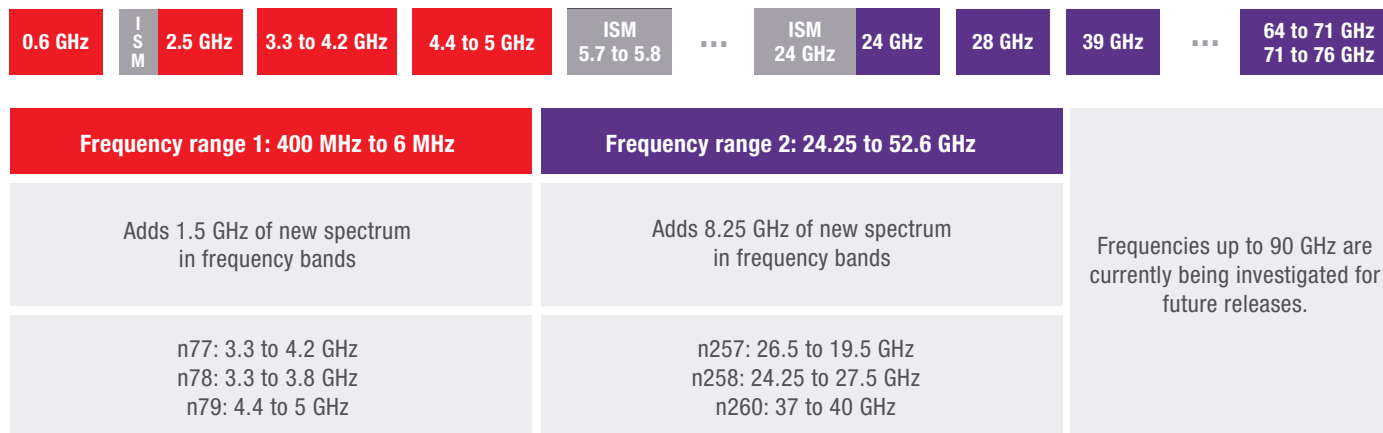 0.6 GHz
I
S
M
2.5 GHz
3.3 to 4.2 GHz
4.4 to 5 GHz
ISM
5.7 to 5.8
...
ISM
24 GHz
24 GHz
28 GHz
39 GHz
...
64 to 71 GHz
71 to 76 GHz
Frequency range 1: 400 MHz to 6 MHz
Adds 1.5 GHz of new spectrum
in frequency bands
n77: 3.3 to 4.2 GHz
n78: 3.3 to 3.8 GHz
n79: 4.4 to 5 GHz
Frequency range 2: 24.25 to 52.6 GHz
Adds 8.25 GHz of new spectrum
in frequency bands
n257: 26.5 to 19.5 GHz
n258: 24.25 to 27.5 GHz
n260: 37 to 40 GHz
Frequencies up to 90 GHz are
currently being investigated for
future releases.